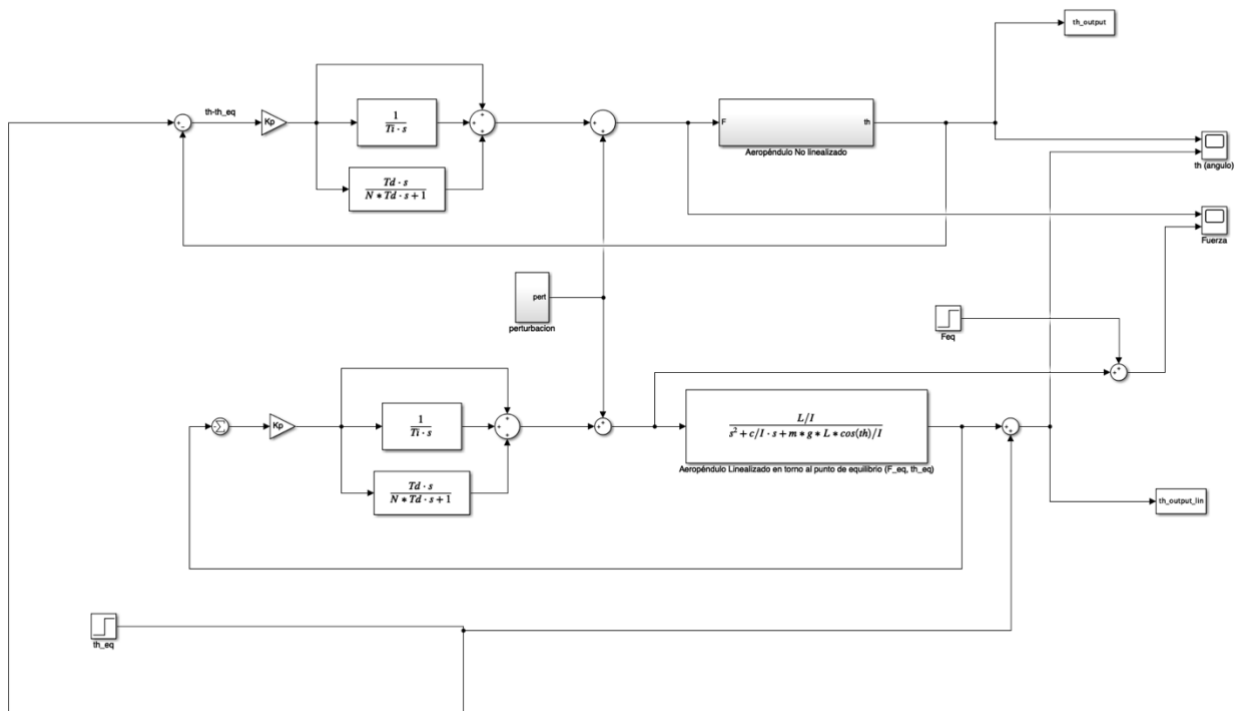 th_output
th-th_eq
Kp
1
Ti · s
Td · s
N * Td · s + 1
F
th
Aeropéndulo No linealizado
th (angulo)
Fuerza
pert
perturbacion
Feq
Kp
1
Ti · s
Td · s
N * Td · s + 1
L/I
s² + c/I · s + m * g * L * cos(th)/I
Aeropéndulo Linealizado en torno al punto de equilibrio (F_eq, th_eq)
th_output_lin
th_eq